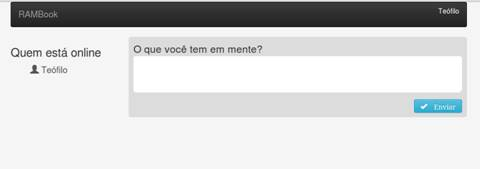 RAMBook
Teófilo
Quem está online
Teófilo
O que você tem em mente?
Enviar